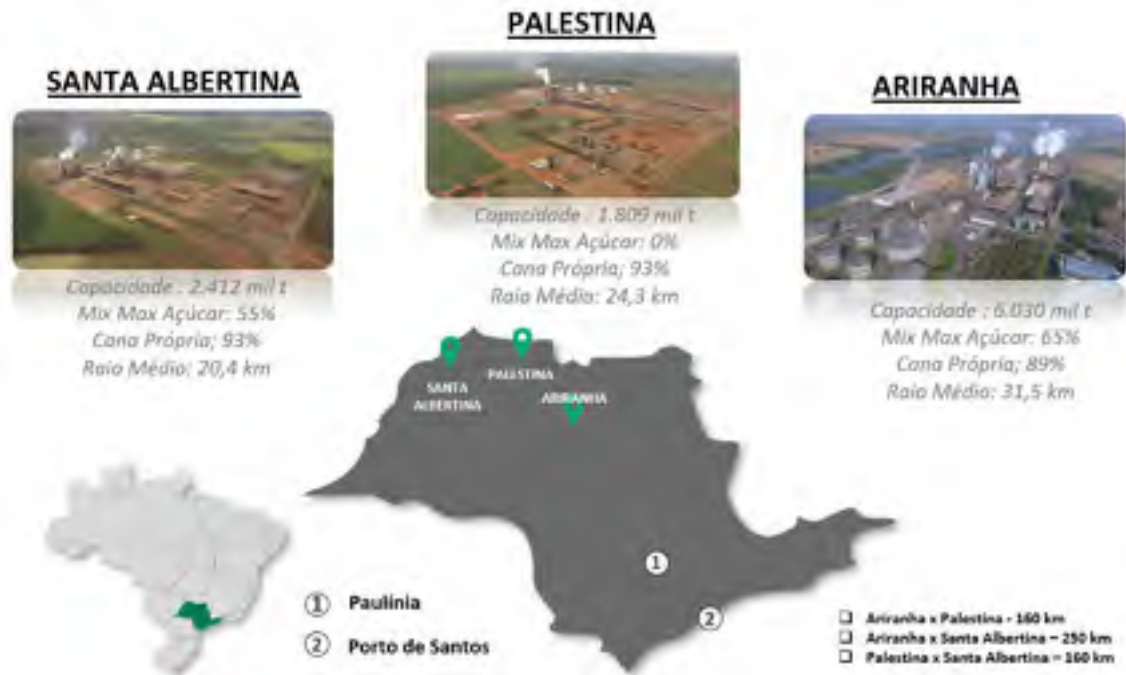 PALESTINA
SANTA ALBERTINA
ARIRANHA
Capacidade : 1.809 mil t
Mix Max Açúcar: 0%
Cana Própria; 93%
Raio Médio: 24,3 km
Capacidade : 2.412 mil t
Mix Max Açúcar: 55%
Cana Própria; 93%
Raio Médio: 20,4 km
Capacidade : 6.030 mil t
Mix Max Açúcar: 65%
Cana Própria; 89%
Raio Médio: 31,5 km
SANTA
ALBERTINA
PALESTINA
ARIRANHA
1
2
1 Paulínia
2 Porto de Santos
Ariranha x Palestina - 160 km
Ariranha x Santa Albertina – 250 km
Palestina x Santa Albertina – 160 km